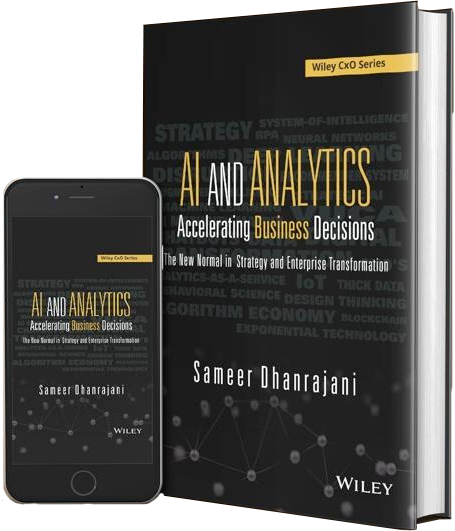 Wiley CxO Series
STRATEGY SYSTEM-OF-INTELLIGENCE
RPA NEURAL NETWORKS
ALGORITHMS
AI AND ANALYTICS
Accelerating Business Decisions
The New Normal in Strategy and Enterprise Transformation
ANALYTICS-AS-A-SERVICE IoT THICK DATA
BEHAVIORAL SCIENCE DESIGN THINKING
ALGORITHM ECONOMY BLOCKCHAIN
EXPONENTIAL TECHNOLOGY
Sameer Dhanrajani
WILEY
Wiley CxO Series
AI AND ANALYTICS
Accelerating Business Decisions
The New Normal in Strategy and Enterprise Transformation
Sameer Dhanrajani
WILEY